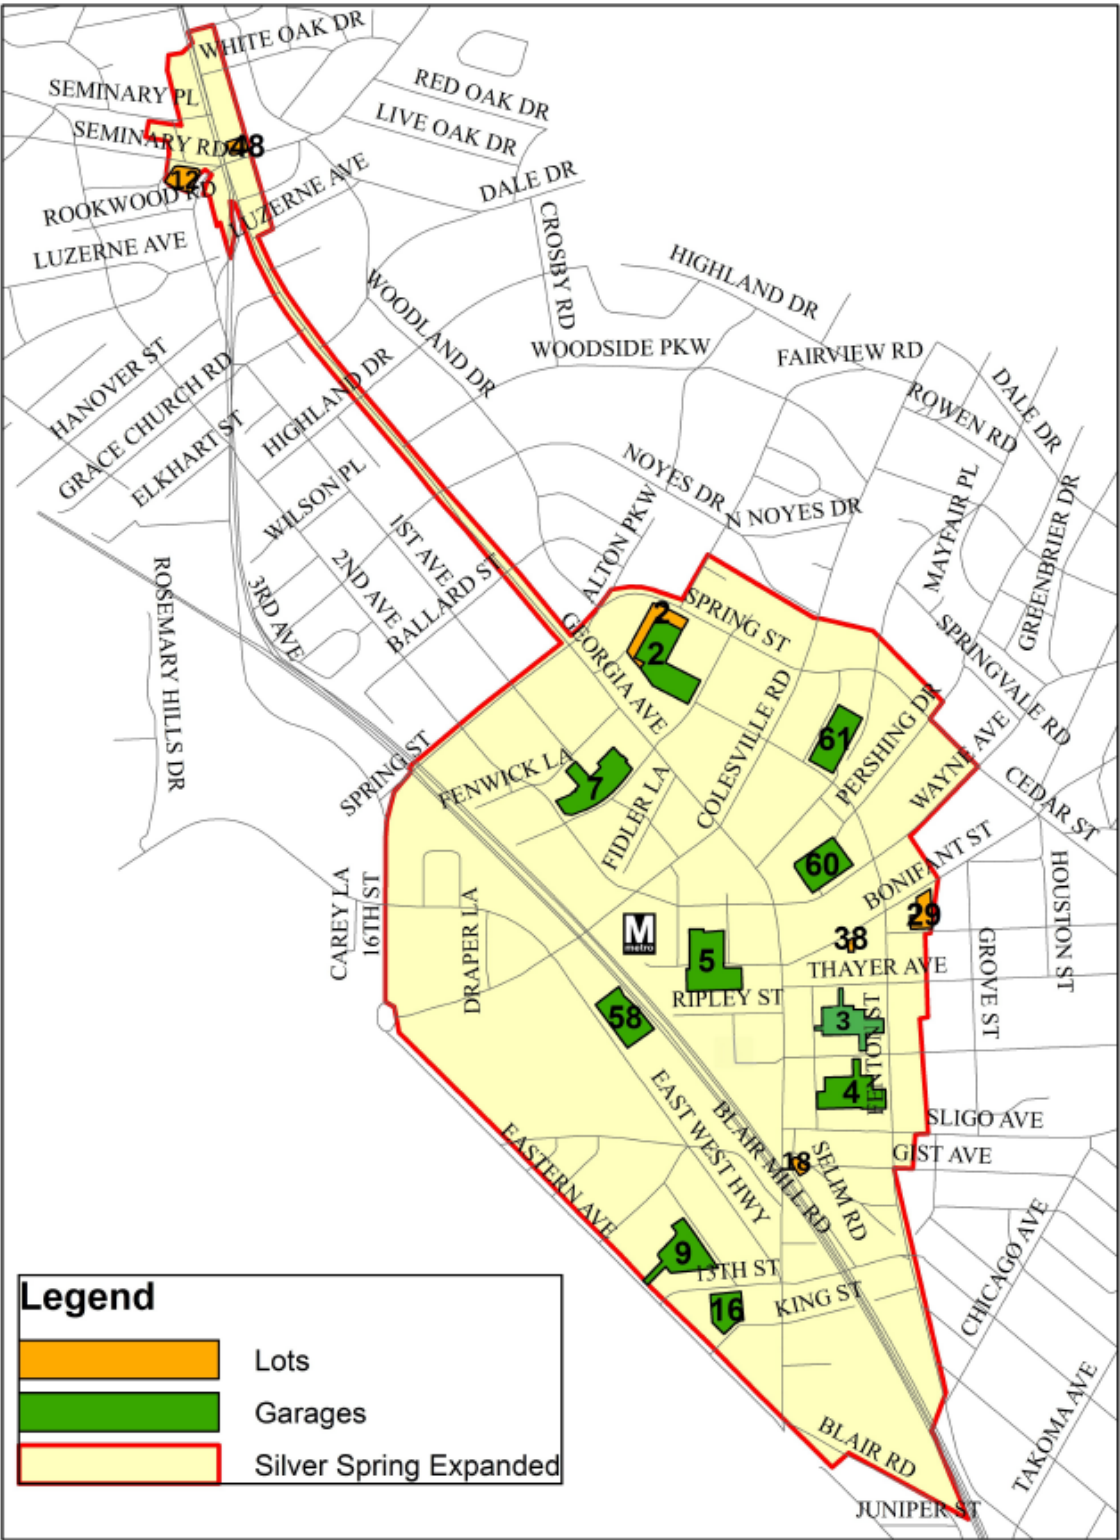 WHITE OAK DR
SEMINARY PL
RED OAK DR
LIVE OAK DR
SEMINARY RD
48
12
ROOKWOOD RD
LUZERNE AVE
LUZERNE AVE
DALE DR
CROSBY RD
HIGHLAND DR
WOODLAND DR
WOODSIDE PKW
FAIRVIEW RD
DALE DR
ROWEN RD
HANOVER ST
GRACE CHURCH RD
HIGHLAND DR
ELKHART ST
WILSON PL
NOYES DR
N NOYES DR
MAYFAIR PL
GREENBRIER DR
1ST AVE
2ND AVE
BALLARD ST
ALTON PKW
3RD AVE
ROSEMARY HILLS DR
GEORGIA AVE
2
2
SPRING ST
SPRINGVALE RD
COLESVILLE RD
61
PERSHING DR
WAYNE AVE
CEDAR ST
SPRING ST
FENWICK LA
7
FIDLER LA
60
BONIFANT ST
HOUSTON ST
CAREY LA
16TH ST
DRAPER LA
M
metro
5
38
29
THAYER AVE
GROVE ST
RIPLEY ST
58
3
FENTON ST
4
EAST WEST HWY
BLAIR MILL RD
SLIGO AVE
GIST AVE
18
SELIM RD
EASTERN AVE
9
13TH ST
16
KING ST
CHICAGO AVE
TAKOMA AVE
BLAIR RD
JUNIPER ST
Legend
Lots
Garages
Silver Spring Expanded